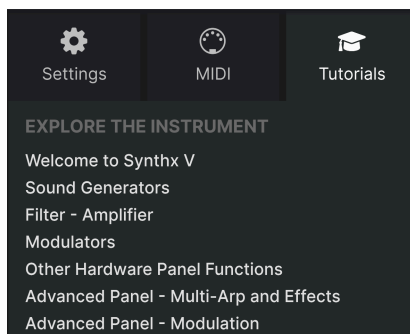 Settings
MIDI
Tutorials
EXPLORE THE INSTRUMENT
Welcome to Synthx V
Sound Generators
Filter - Amplifier
Modulators
Other Hardware Panel Functions
Advanced Panel - Multi-Arp and Effects
Advanced Panel - Modulation